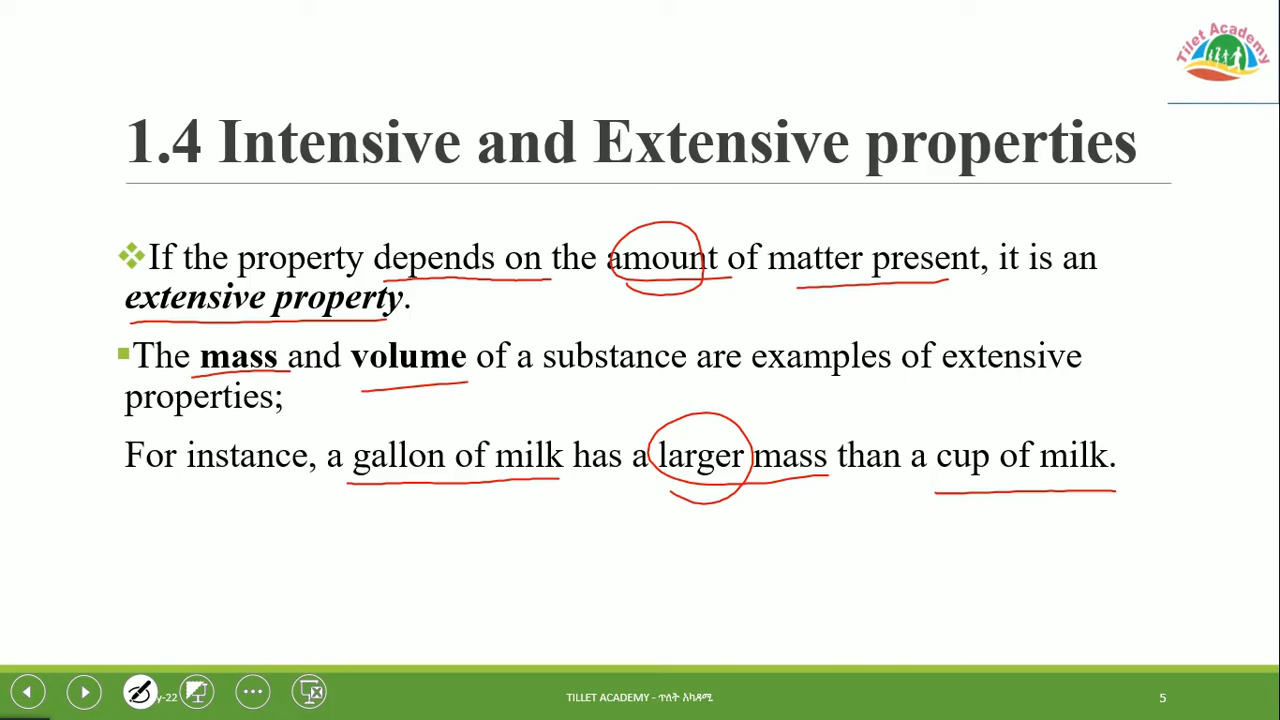 Tilet Academy
1.4 Intensive and Extensive properties
If the property depends on the amount of matter present, it is an
extensive property.
The mass and volume of a substance are examples of extensive
properties;
For instance, a gallon of milk has a larger mass than a cup of milk.
y-22
TILLET ACADEMY - ጥለት አካዳሚ
5